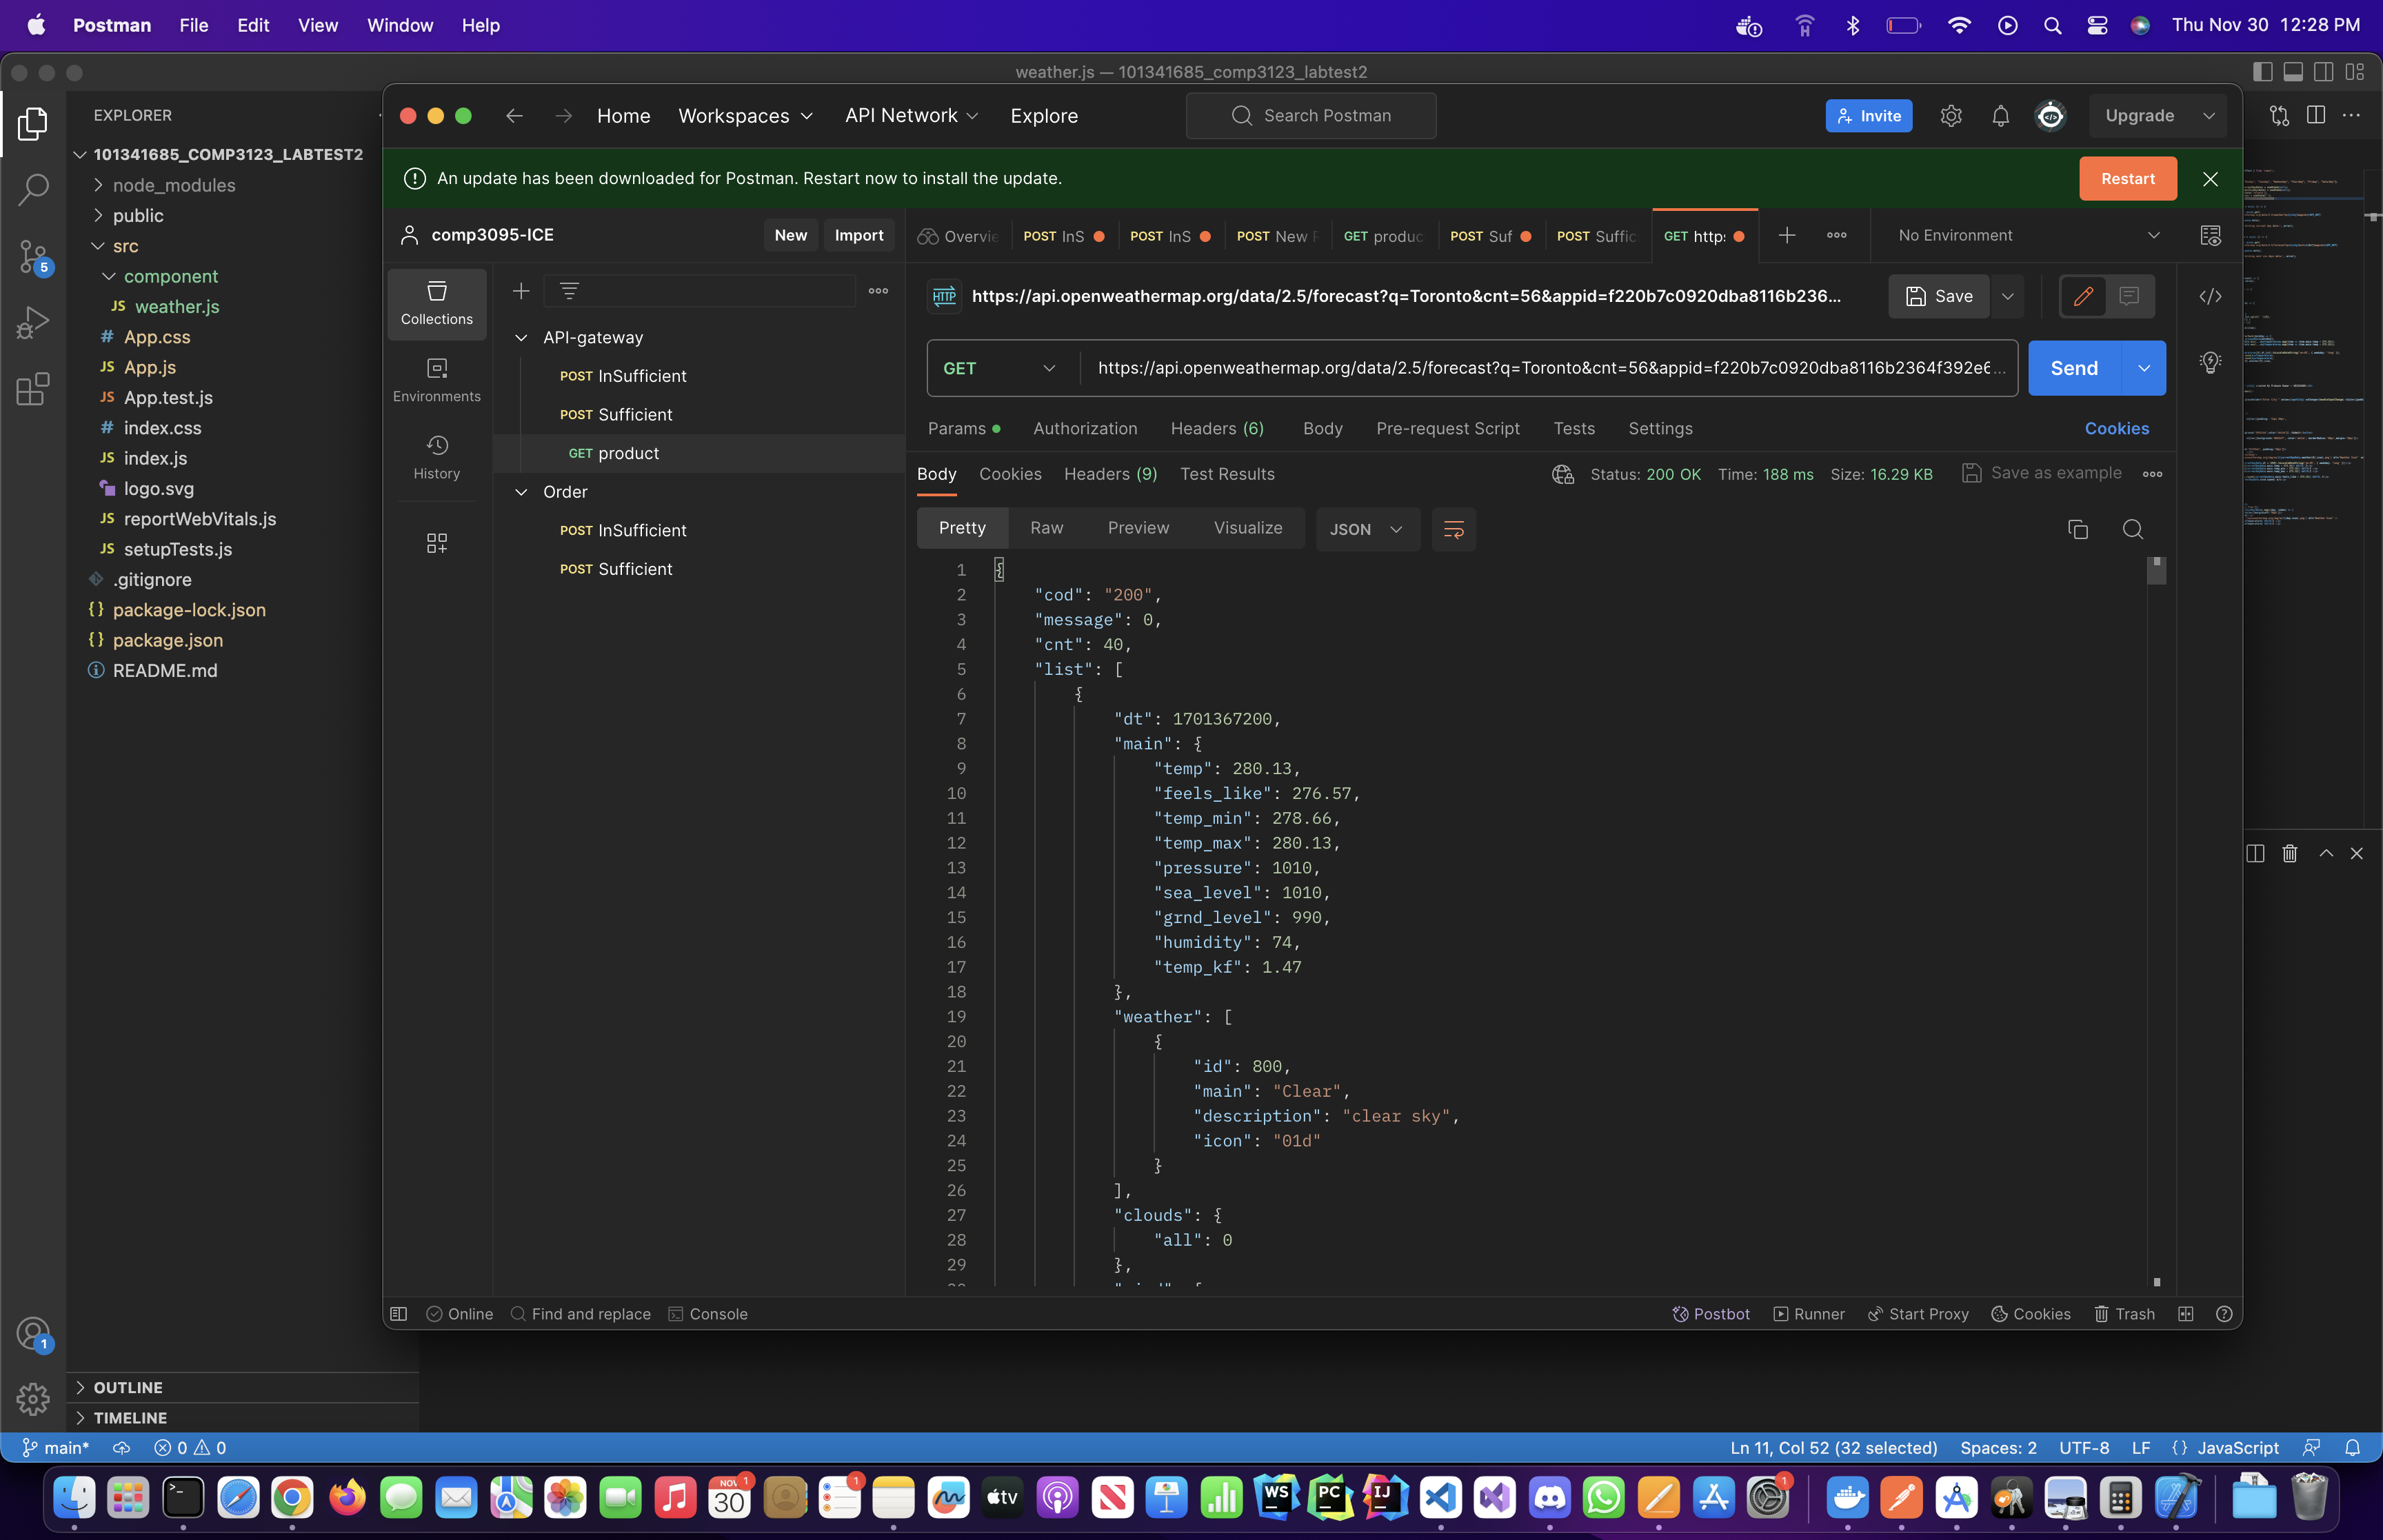 Postman File Edit View Window Help
Thu Nov 30 12:28 PM
weather.js — 101341685_comp3123_labtest2
EXPLORER
101341685_COMP3123_LABTEST2
node_modules
public
src
component
JS weather.js
# App.css
JS App.js
JS App.test.js
# index.css
JS index.js
logo.svg
JS reportWebVitals.js
JS setupTests.js
.gitignore
{} package-lock.json
{} package.json
README.md
5
1
OUTLINE
TIMELINE
Home Workspaces API Network Explore
Search Postman
Invite
Upgrade
An update has been downloaded for Postman. Restart now to install the update.
Restart
comp3095-ICE
New Import
Overvie POST InS POST InS POST New GET produc POST Suf POST Suffic GET http:
No Environment
Collections
Environments
History
API-gateway
POST InSufficient
POST Sufficient
GET product
Order
POST InSufficient
POST Sufficient
HTTP https://api.openweathermap.org/data/2.5/forecast?q=Toronto&cnt=56&appid=f220b7c0920dba8116b236...
Save
GET https://api.openweathermap.org/data/2.5/forecast?q=Toronto&cnt=56&appid=f220b7c0920dba8116b2364f392e6...
Send
Params Authorization Headers (6) Body Pre-request Script Tests Settings
Cookies
Body Cookies Headers (9) Test Results
Status: 200 OK Time: 188 ms Size: 16.29 KB
Save as example
Pretty Raw Preview Visualize JSON
1 {
2 "cod": "200",
3 "message": 0,
4 "cnt": 40,
5 "list": [
6 {
7 "dt": 1701367200,
8 "main": {
9 "temp": 280.13,
10 "feels_like": 276.57,
11 "temp_min": 278.66,
12 "temp_max": 280.13,
13 "pressure": 1010,
14 "sea_level": 1010,
15 "grnd_level": 990,
16 "humidity": 74,
17 "temp_kf": 1.47
18 },
19 "weather": [
20 {
21 "id": 800,
22 "main": "Clear",
23 "description": "clear sky",
24 "icon": "01d"
25 }
26 ],
27 "clouds": {
28 "all": 0
29 },
Online Find and replace Console
Postbot Runner Start Proxy Cookies Trash
main* 0 0
Ln 11, Col 52 (32 selected) Spaces: 2 UTF-8 LF {} JavaScript
NOV 30
1
1
tv
WS
PC
IJ
1